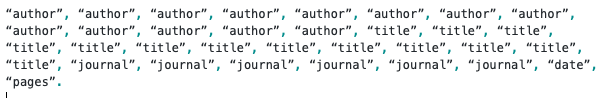 “author”, “author”, “author”, “author”, “author”, “author”, “author”, “author”,
“author”, “author”, “author”, “author”, “author”, “title”, “title”, “title”,
“title”, “title”, “title”, “title”, “title”, “title”, “title”, “title”, “title”,
“title”, “journal”, “journal”, “journal”, “journal”, “journal”, “journal”, “date”,
“pages”.